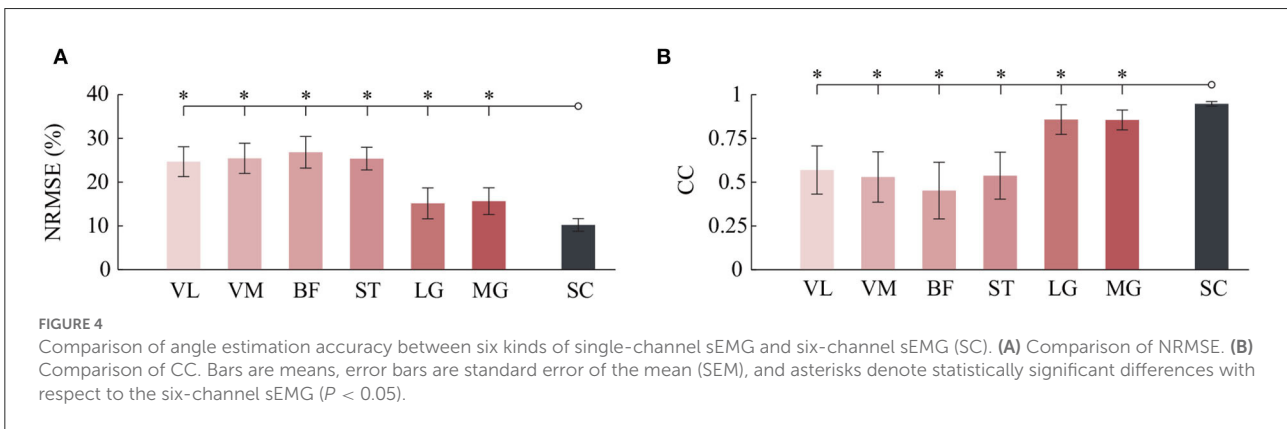 A
* * * * * *
NRMSE (%)
40
30
20
10
0
VL VM BF ST LG MG SC
B
* * * * * *
CC
1
0.75
0.5
0.25
0
VL VM BF ST LG MG SC
FIGURE 4
Comparison of angle estimation accuracy between six kinds of single-channel sEMG and six-channel sEMG (SC). (A) Comparison of NRMSE. (B)
Comparison of CC. Bars are means, error bars are standard error of the mean (SEM), and asterisks denote statistically significant differences with
respect to the six-channel sEMG (P < 0.05).